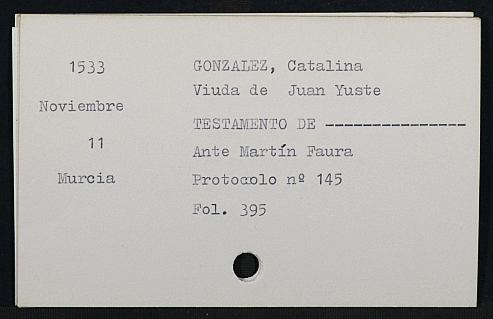 1533
Noviembre
11
Murcia
GONZALEZ, Catalina
Viuda de Juan Yuste
TESTAMENTO DE ---------------
Ante Martín Faura
Protocolo nº 145
Fol. 395